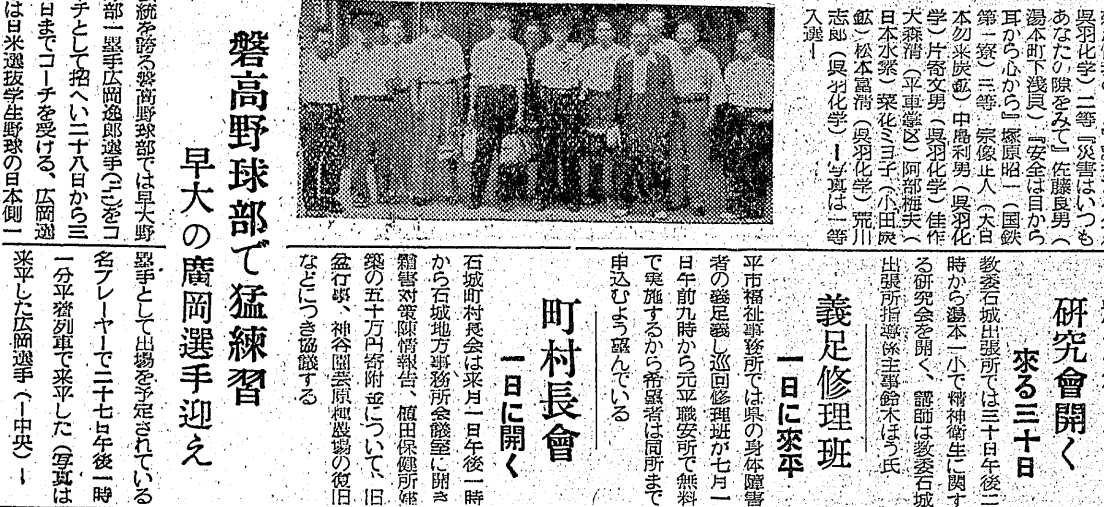 呉羽化学）二等『災害はいつも
あなたの隙をみて』佐藤良男（
湯本町下浅貝）『安全は目から
耳から心から』塚原昭一（国鉄
第一寮）三等 宗像正人（大日
本勿来炭鉱）中島利男（呉羽化
学）片寄文男（呉羽化学）佳作
大森清（平車掌区）阿部梅夫（
日本水素）菜花ミヨ子（小田炭
鉱）松本富清（呉羽化学）荒川
志郎（呉羽化学）―写真は一等
入選―
研究會開く
來る三十日
教委石城出張所では三十日午後二
時から湯本一小で精神衛生に関す
る研究会を開く、講師は教委石城
出張所指導係主事鈴木ほう氏
義足修理班
一日に來平
平市福祉事務所では県の身体障害
者の義足義し巡回修理班が七月一
日午前九時から元平職安所で無料
で実施するから希望者は同所まで
申込むよう望んでいる
町村長會
一日に開く
石城町村長会は来月一日午後一時
から石城地方事務所会議室に開き
霜害対策陳情報告、植田保健所建
築の五十万円寄附並について、旧
盆行事、神谷園芸原種農場の復旧
などにつき協議する
磐高野球部で猛練習
早大の廣岡選手迎え
統を誇る磐高野球部では早大野
部一塁手広岡逸郎選手（二）をコ
チとして招へい二十八日から三
日までコーチを受ける、広岡選
は日米選抜学生野球の日本側一
塁手として出場を予定されている
名プレーヤーで二十七日午後一時
一分平着列車で来平した（写真は
来平した広岡選手（―中央）―